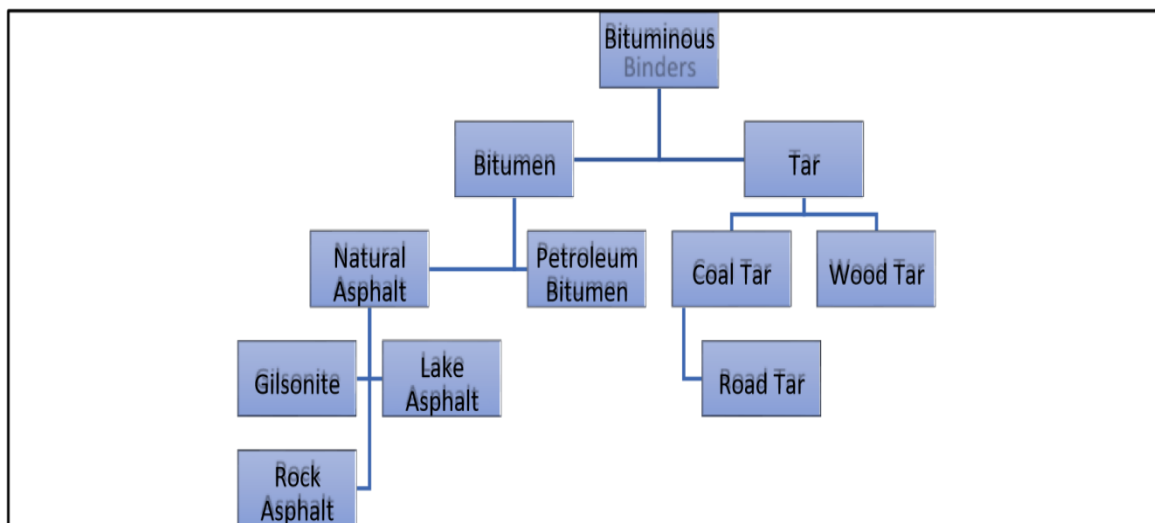 Bituminous
Binders
Bitumen
Tar
Natural
Asphalt
Petroleum
Bitumen
Coal Tar
Wood Tar
Gilsonite
Lake
Asphalt
Road Tar
Rock
Asphalt